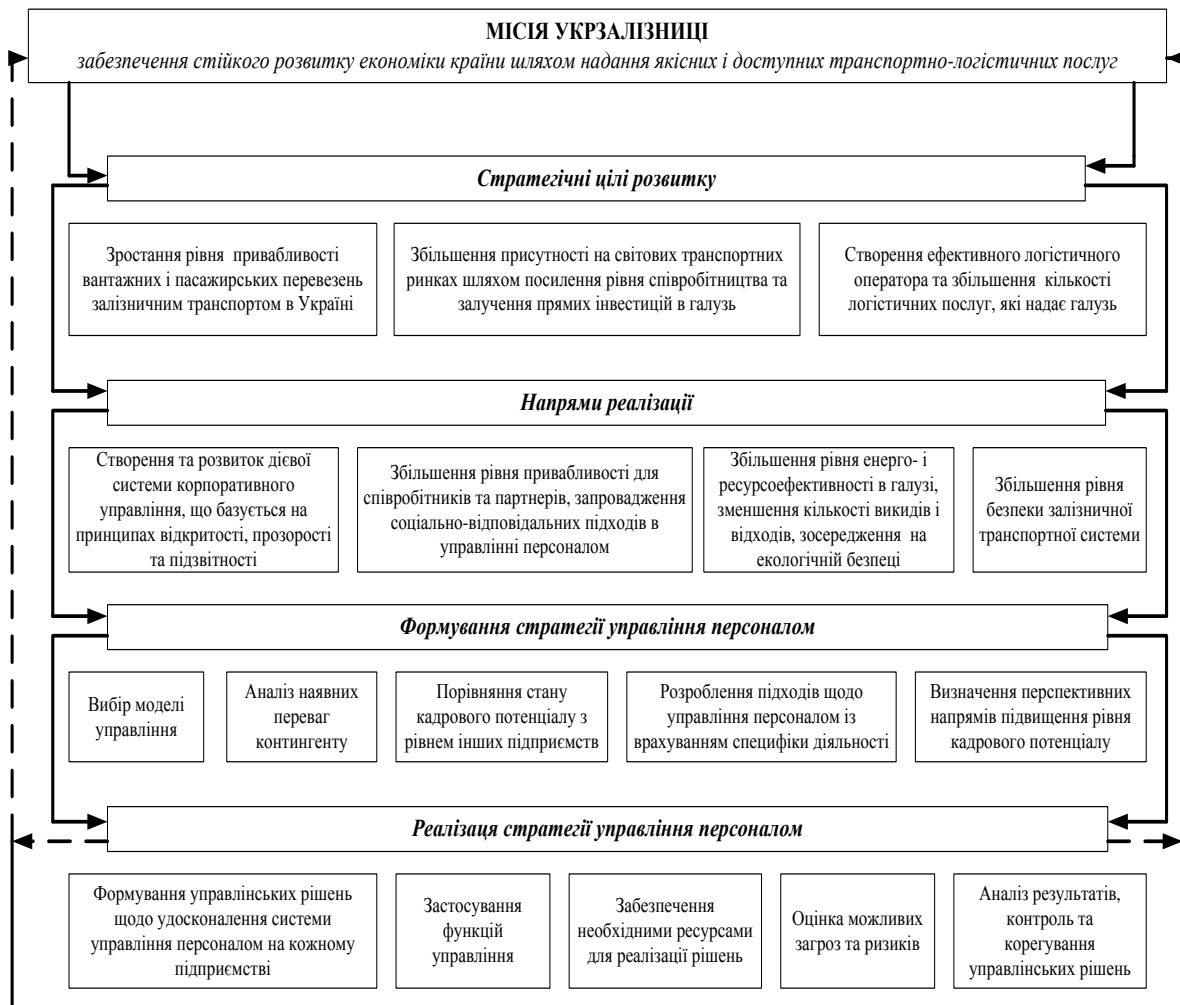 МІСІЯ УКРЗАЛІЗНИЦІ
забезпечення стійкого розвитку економіки країни шляхом надання якісних і доступних транспортно-логістичних послуг
Стратегічні цілі розвитку
Зростання рівня привабливості
вантажних і пасажирських перевезень
залізничним транспортом в Україні
Збільшення присутності на світових транспортних
ринках шляхом посилення рівня співробітництва та
залучення прямих інвестицій в галузь
Створення ефективного логістичного
оператора та збільшення кількості
логістичних послуг, які надає галузь
Напрями реалізації
Створення та розвиток дієвої
системи корпоративного
управління, що базується на
принципах відкритості, прозорості
та підзвітності
Збільшення рівня привабливості для
співробітників та партнерів, запровадження
соціально-відповідальних підходів в
управлінні персоналом
Збільшення рівня енерго- і
ресурсоефективності в галузі,
зменшення кількості викидів і
відходів, зосередження на
екологічній безпеці
Збільшення рівня
безпеки залізничної
транспортної системи
Формування стратегії управління персоналом
Вибір моделі
управління
Аналіз наявних
переваг
контингенту
Порівняння стану
кадрового потенціалу з
рівнем інших підприємств
Розроблення підходів щодо
управління персоналом із
врахуванням специфіки діяльності
Визначення перспективних
напрямів підвищення рівня
кадрового потенціалу
Реалізаця стратегії управління персоналом
Формування управлінських рішень
щодо удосконалення системи
управління персоналом на кожному
підприємстві
Застосування
функцій
управління
Забезпечення
необхідними ресурсами
для реалізації рішень
Оцінка можливих
загроз та ризиків
Аналіз результатів,
контроль та
корегування
управлінських рішень